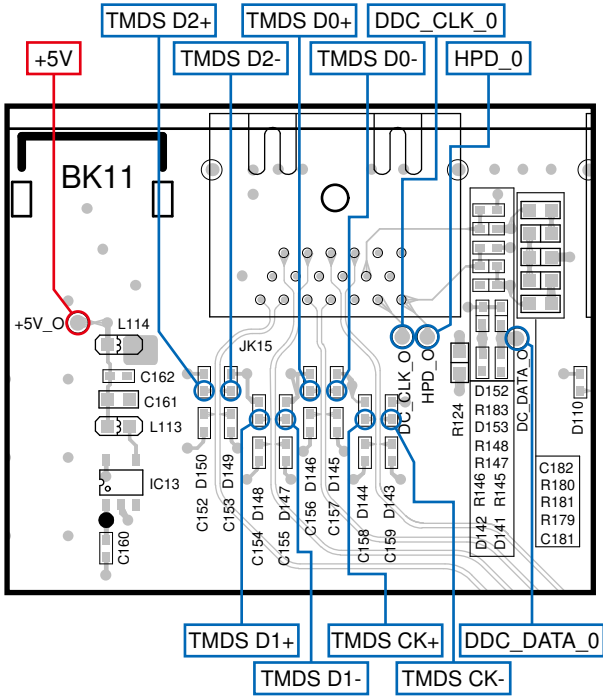 TMDS D2+
TMDS D0+
DDC_CLK_0
+5V
TMDS D2-
TMDS D0-
HPD_0
BK11
+5V_O
L114
JK15
DC_CLK_O
HPD_O
DC_DATA_O
C162
C161
L113
IC13
C160
D150
D149
D148
D147
D146
D145
D144
D143
C152
C153
C154
C155
C156
C157
C158
C159
R124
D152
R183
D153
R148
R147
R146
R145
D142
D141
D110
C182
R180
R181
R179
C181
TMDS D1+
TMDS CK+
DDC_DATA_0
TMDS D1-
TMDS CK-